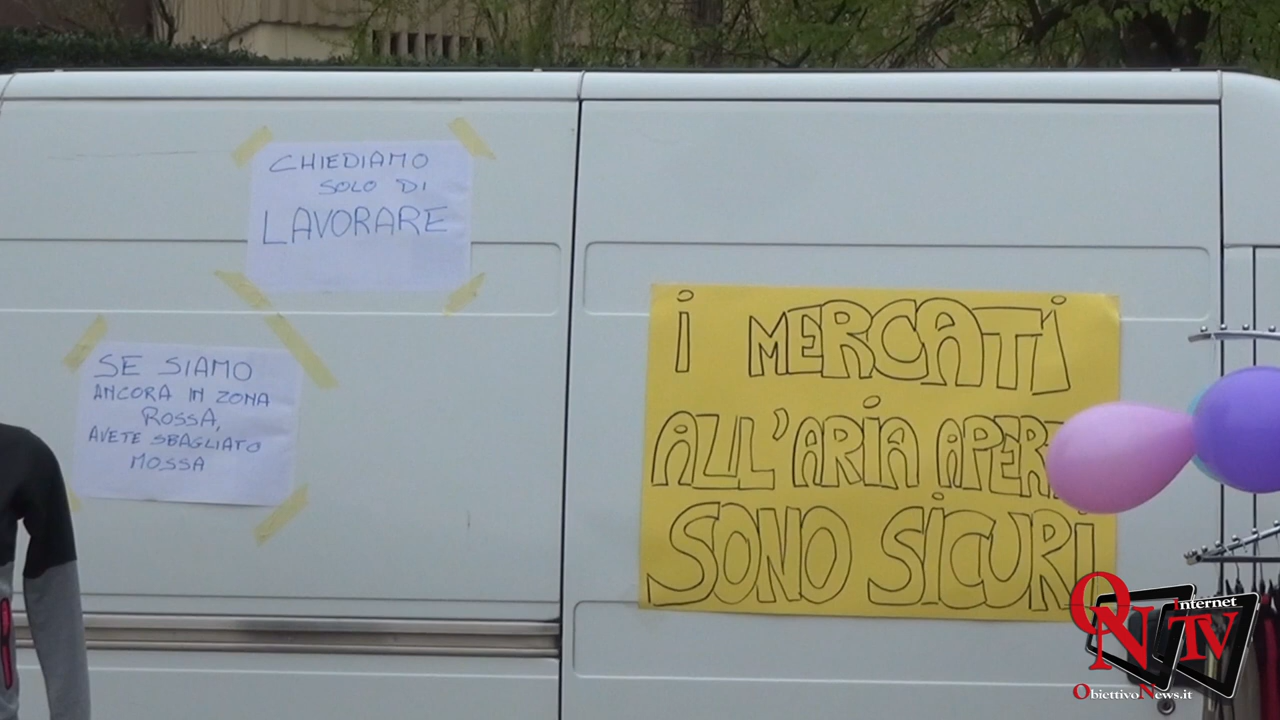 CHIEDIAMO
SOLO DI
LAVORARE
SE SIAMO
ANCORA IN ZONA
ROSSA,
AVETE SBAGLIATO
MOSSA
i MERCATi
ALL'ARiA
SONO SiCURi
ON
Internet
TV
ObiettivoNews.it